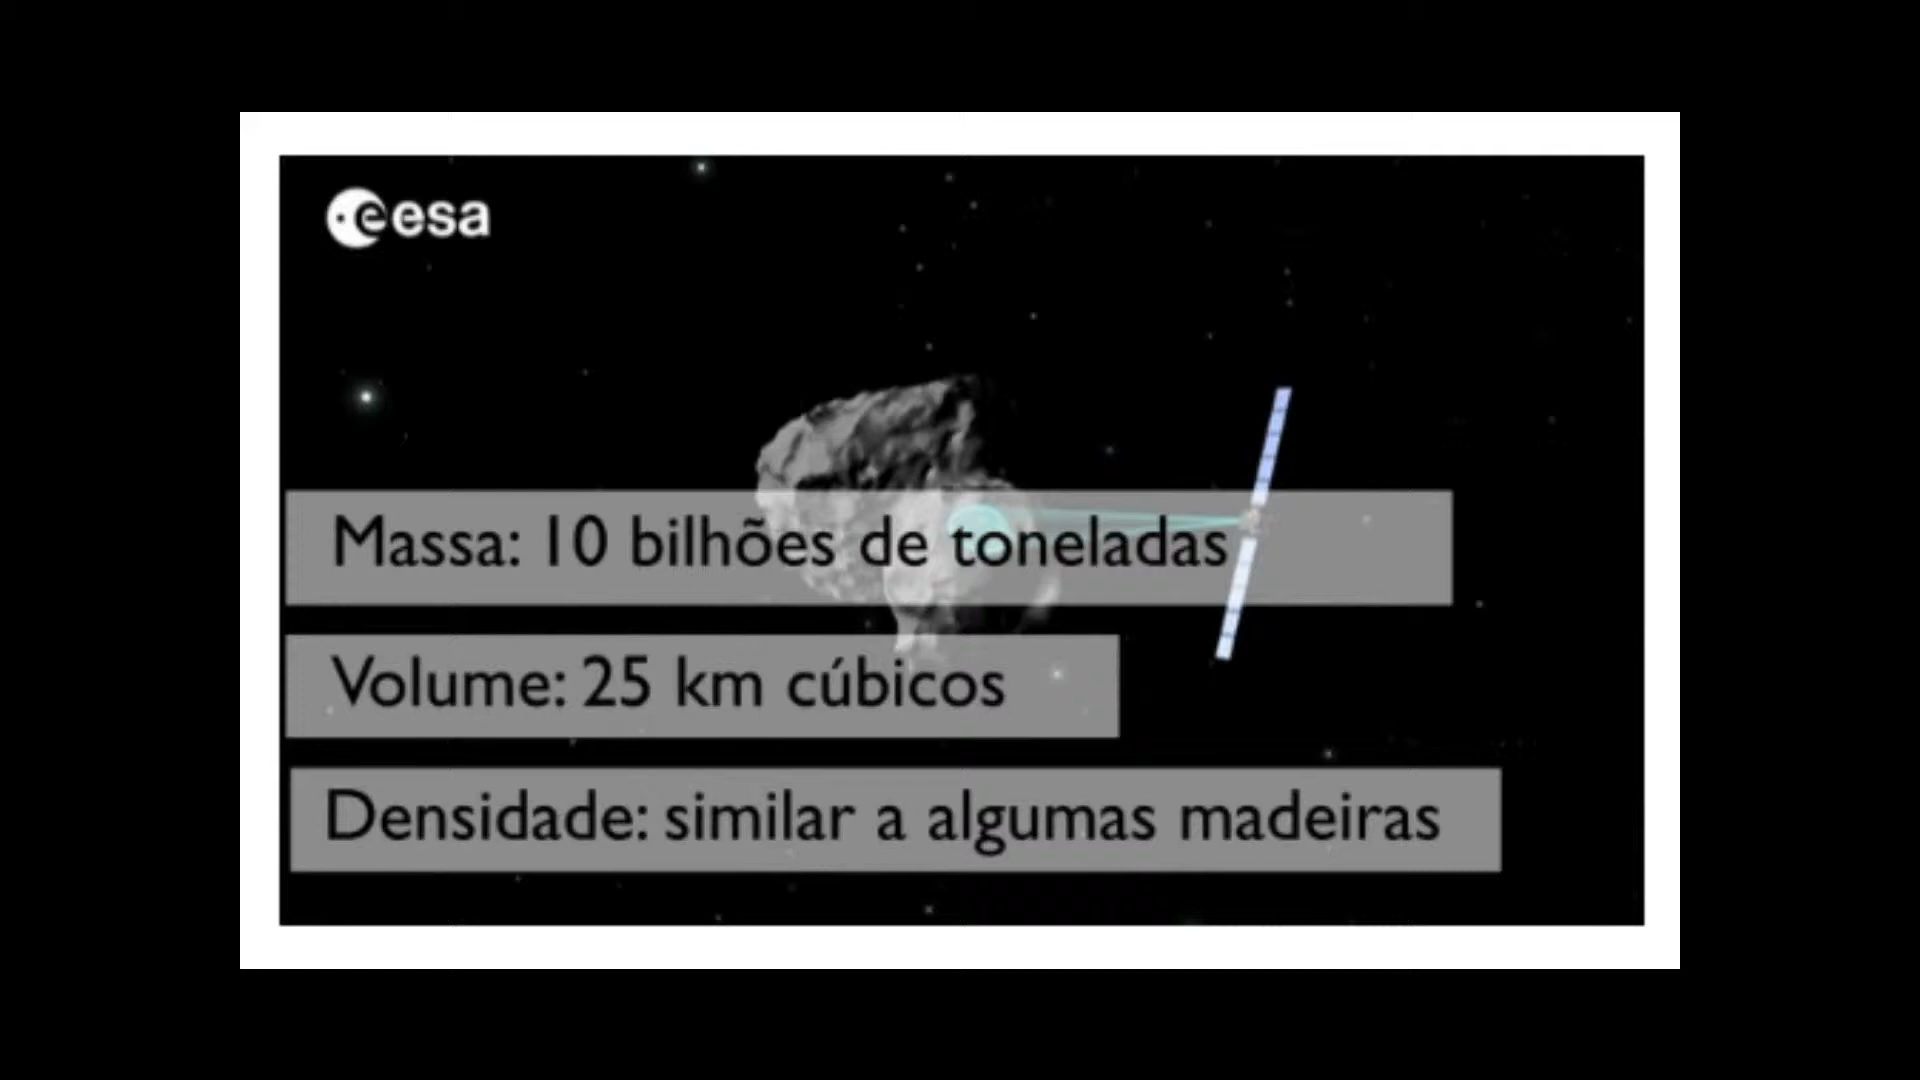 esa
Massa: 10 bilhões de toneladas
Volume: 25 km cúbicos
Densidade: similar a algumas madeiras